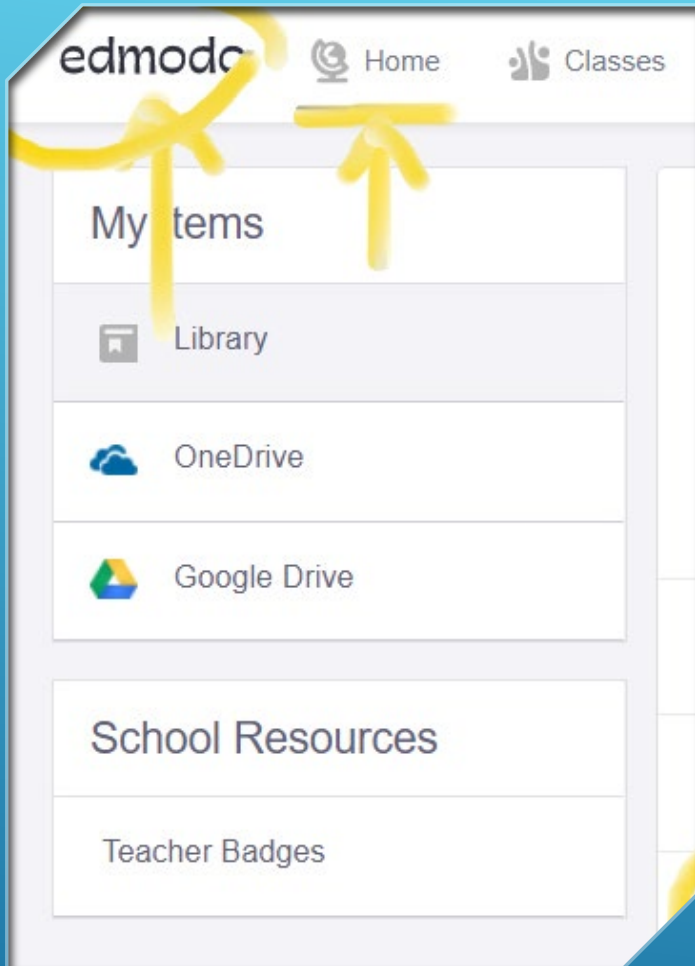 edmodo Home Classes
My Items
Library
OneDrive
Google Drive
School Resources
Teacher Badges